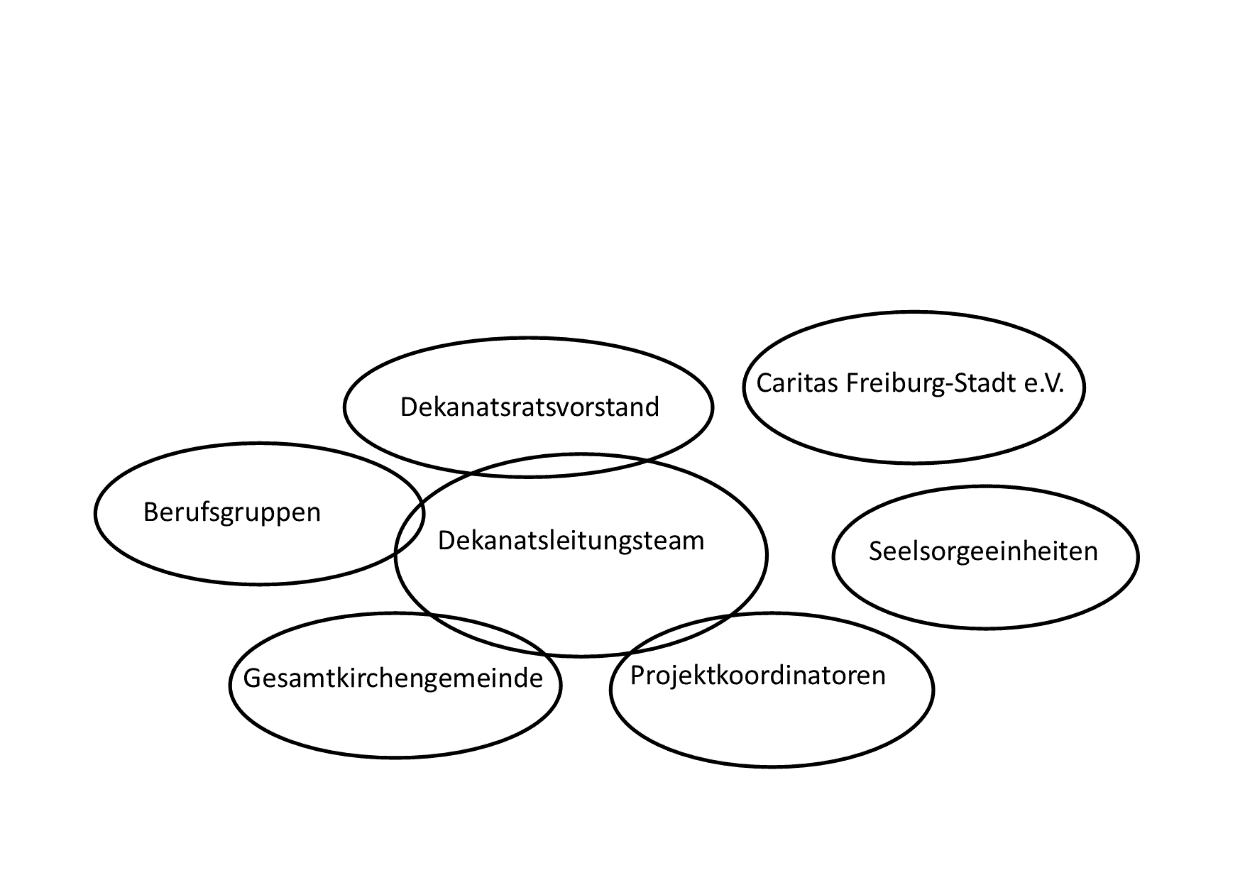 Caritas Freiburg-Stadt e.V.
Dekanatsratsvorstand
Berufsgruppen
Dekanatsleitungsteam
Seelsorgeeinheiten
Gesamtkirchengemeinde
Projektkoordinatoren